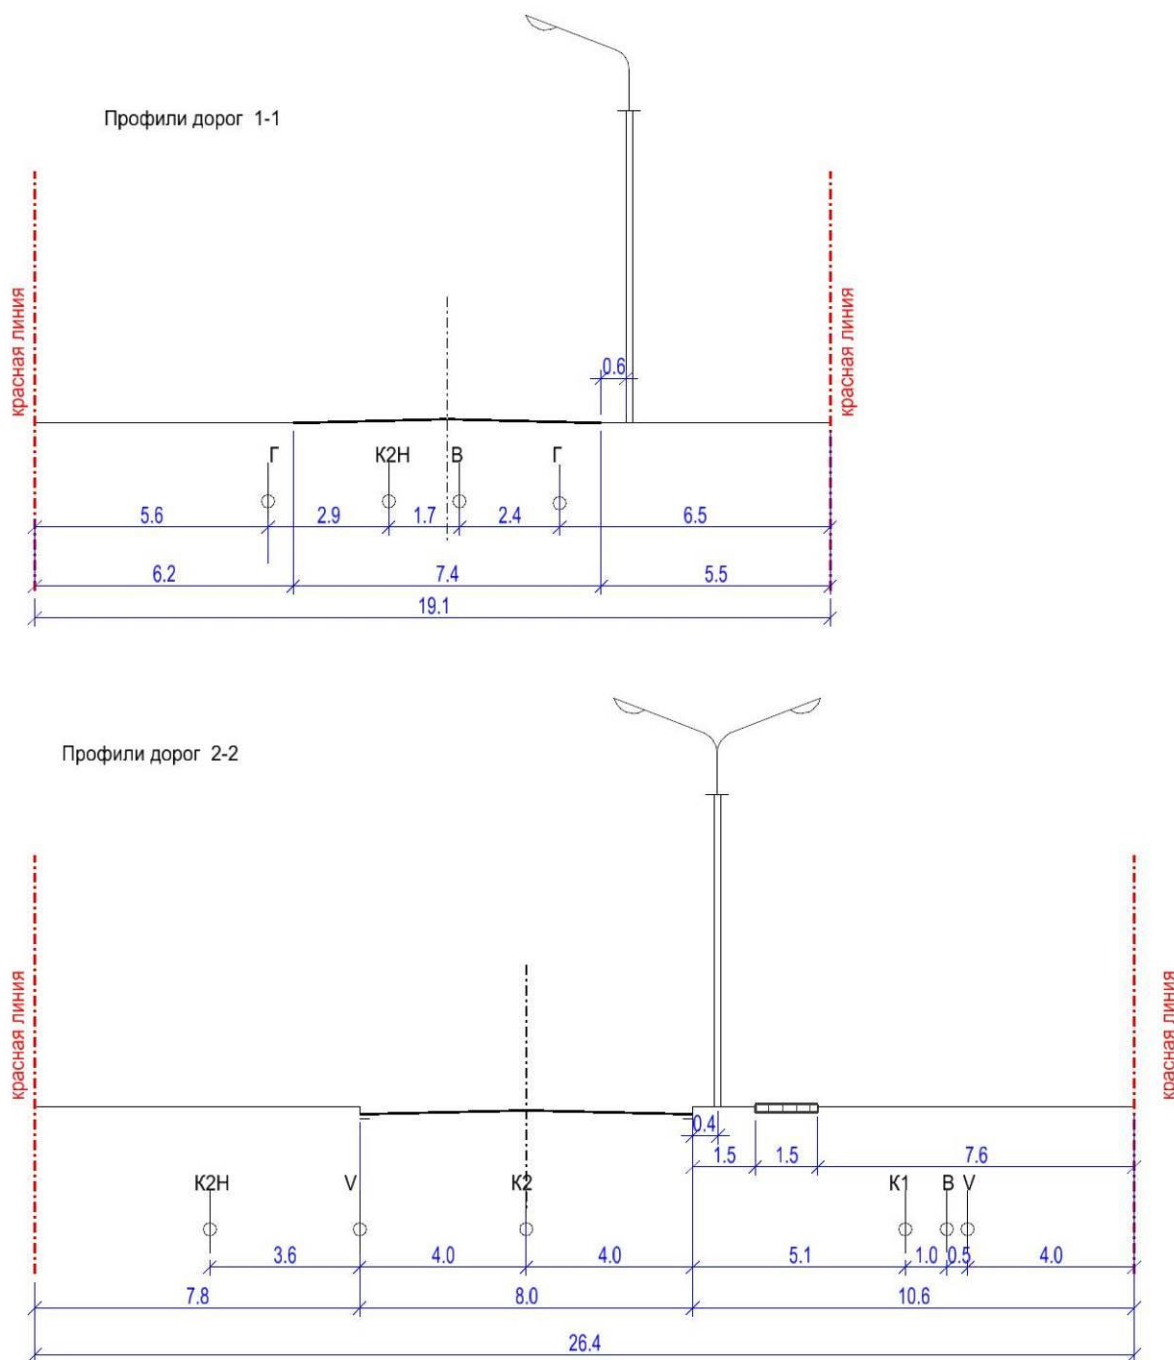 Профили дорог 1-1
красная линия
красная линия
0.6
Г К2Н В Г
5.6 2.9 1.7 2.4 6.5
6.2 7.4 5.5
19.1
Профили дорог 2-2
красная линия
красная линия
0.4
1.5 1.5 7.6
К2Н V К2 К1 В V
3.6 4.0 4.0 5.1 1.0 0.5 4.0
7.8 8.0 10.6
26.4